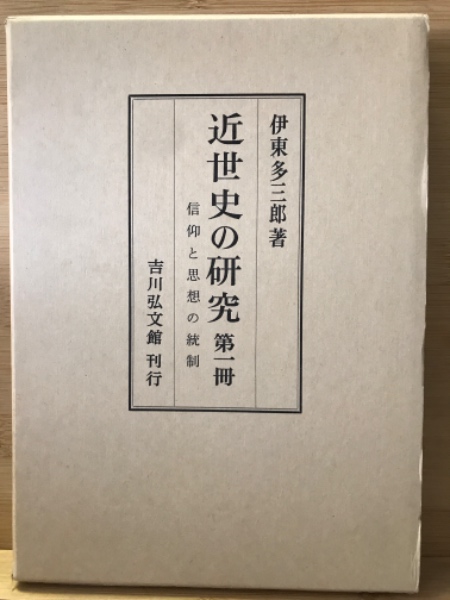 伊東多三郎著
近世史の研究 第一冊
信仰と思想の統制
吉川弘文館 刊行